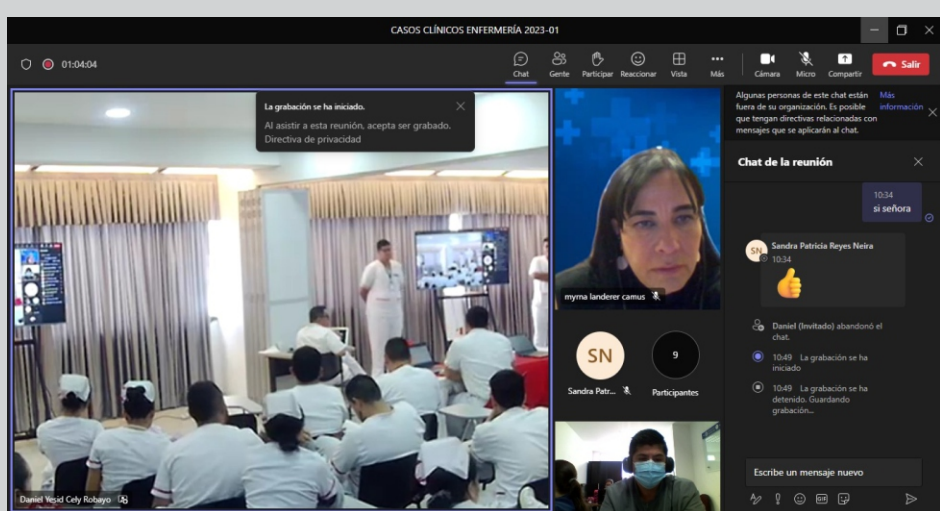 CASOS CLÍNICOS ENFERMERÍA 2023-01
01:04:04
Chat
Gente
Participar
Reaccionar
Vista
Más
Cámara
Micro
Compartir
Salir
La grabación se ha iniciado.
Al asistir a esta reunión, acepta ser grabado.
Directiva de privacidad
Daniel Yesid Cely Robayo
myrna landerer camus
SN
Sandra Patr...
9
Participantes
Algunas personas de este chat están
fuera de su organización. Es posible
que tengan directivas relacionadas con
mensajes que se aplicarán al chat.
Más
información
Chat de la reunión
10:34
si señora
SN
Sandra Patricia Reyes Neira
10:34
Daniel (Invitado) abandonó el
chat.
10:49 La grabación se ha
iniciado
10:49 La grabación se ha
detenido. Guardando
grabación...
Escribe un mensaje nuevo
GIF